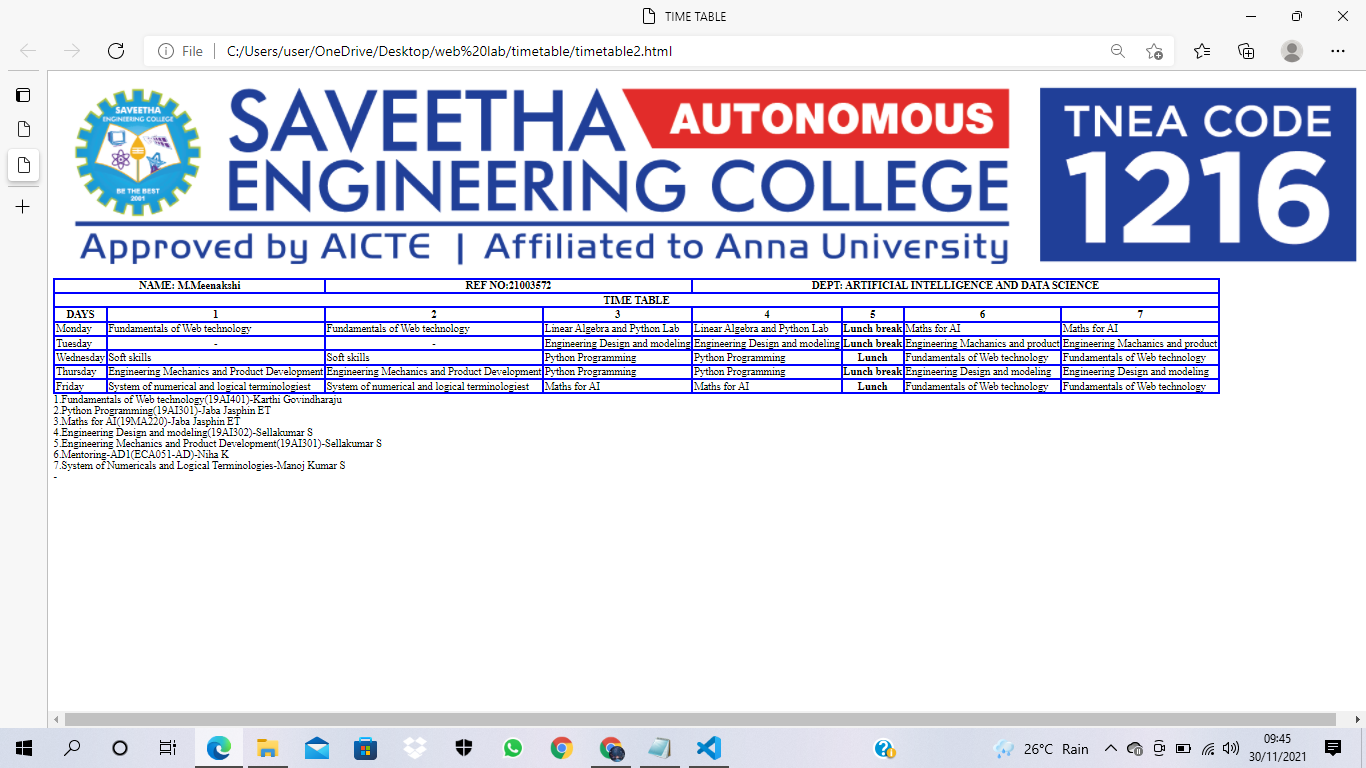 TIME TABLE
File | C:/Users/user/OneDrive/Desktop/web%20lab/timetable/timetable2.html
SAVEETHA
ENGINEERING COLLEGE
BE THE BEST
2001
SAVEETHA AUTONOMOUS
ENGINEERING COLLEGE
Approved by AICTE | Affiliated to Anna University
TNEA CODE
1216
NAME: M.Meenakshi REF NO:21003572 DEPT: ARTIFICIAL INTELLIGENCE AND DATA SCIENCE
TIME TABLE
DAYS 1 2 3 4 5 6 7
Monday Fundamentals of Web technology Fundamentals of Web technology Linear Algebra and Python Lab Linear Algebra and Python Lab Lunch break Maths for AI Maths for AI
Tuesday - - Engineering Design and modeling Engineering Design and modeling Lunch break Engineering Machanics and product Engineering Machanics and product
Wednesday Soft skills Soft skills Python Programming Python Programming Lunch Fundamentals of Web technology Fundamentals of Web technology
Thursday Engineering Mechanics and Product Development Engineering Mechanics and Product Development Python Programming Python Programming Lunch break Engineering Design and modeling Engineering Design and modeling
Friday System of numerical and logical terminologiest System of numerical and logical terminologiest Maths for AI Maths for AI Lunch Fundamentals of Web technology Fundamentals of Web technology
1.Fundamentals of Web technology(19AI401)-Karthi Govindharaju
2.Python Programming(19AI301)-Jaba Jasphin ET
3.Maths for AI(19MA220)-Jaba Jasphin ET
4.Engineering Design and modeling(19AI302)-Sellakumar S
5.Engineering Mechanics and Product Development(19AI301)-Sellakumar S
6.Mentoring-AD1(ECA051-AD)-Niha K
7.System of Numericals and Logical Terminologies-Manoj Kumar S
-
26°C Rain
09:45
30/11/2021